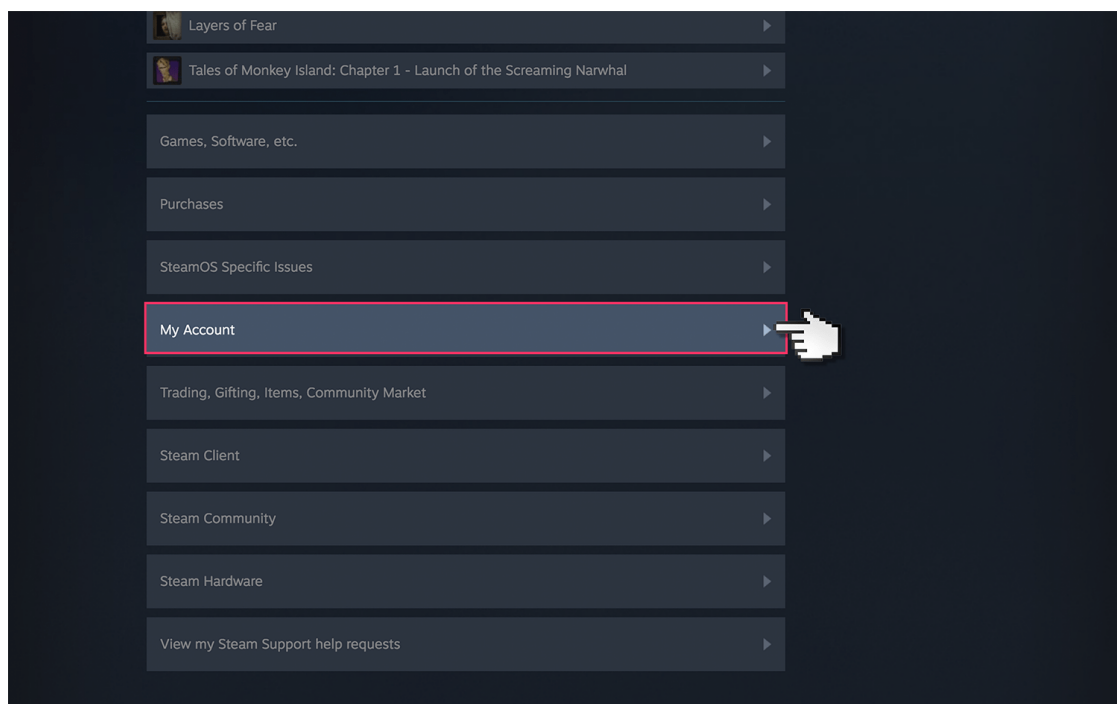 Layers of Fear
Tales of Monkey Island: Chapter 1 - Launch of the Screaming Narwhal
Games, Software, etc.
Purchases
SteamOS Specific Issues
My Account
Trading, Gifting, Items, Community Market
Steam Client
Steam Community
Steam Hardware
View my Steam Support help requests